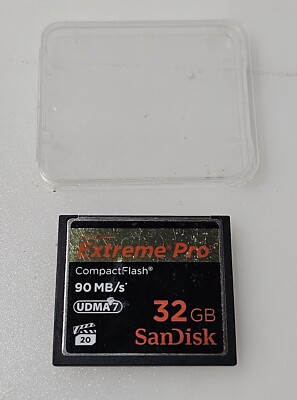 Extreme Pro
CompactFlash®
90 MB/s*
UDMA 7
32 GB
20
SanDisk